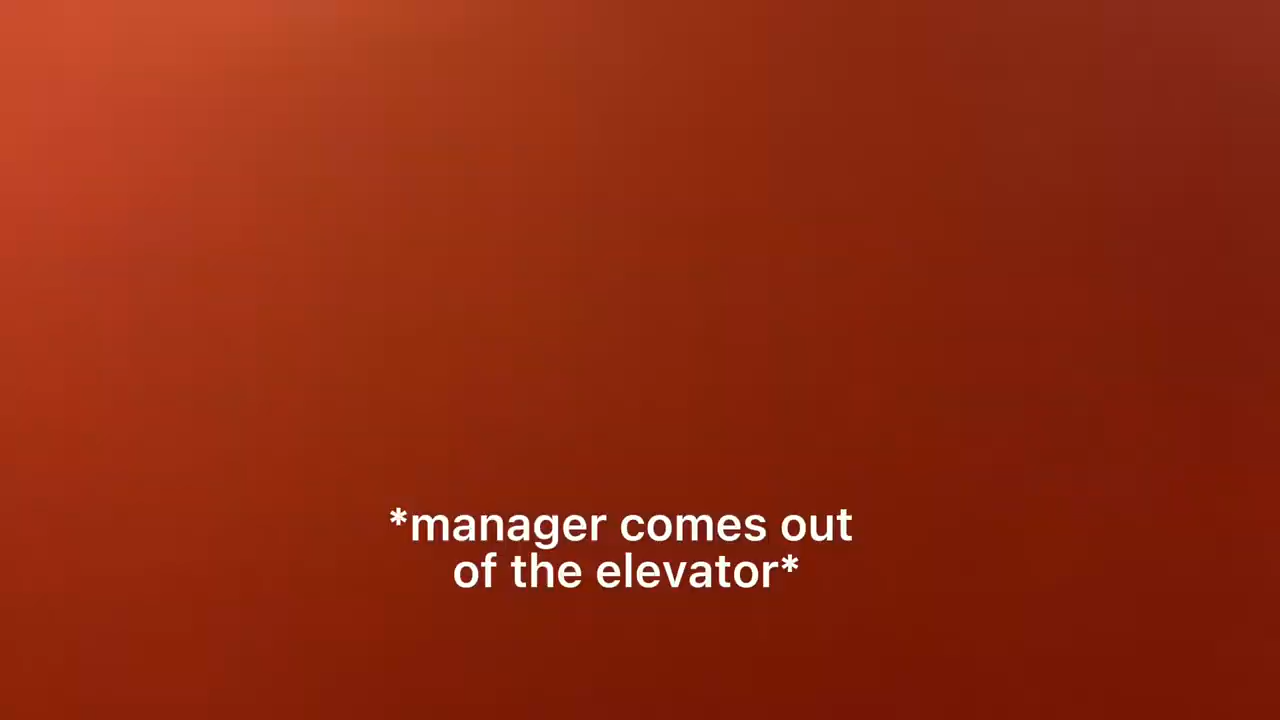 *manager comes out
of the elevator*